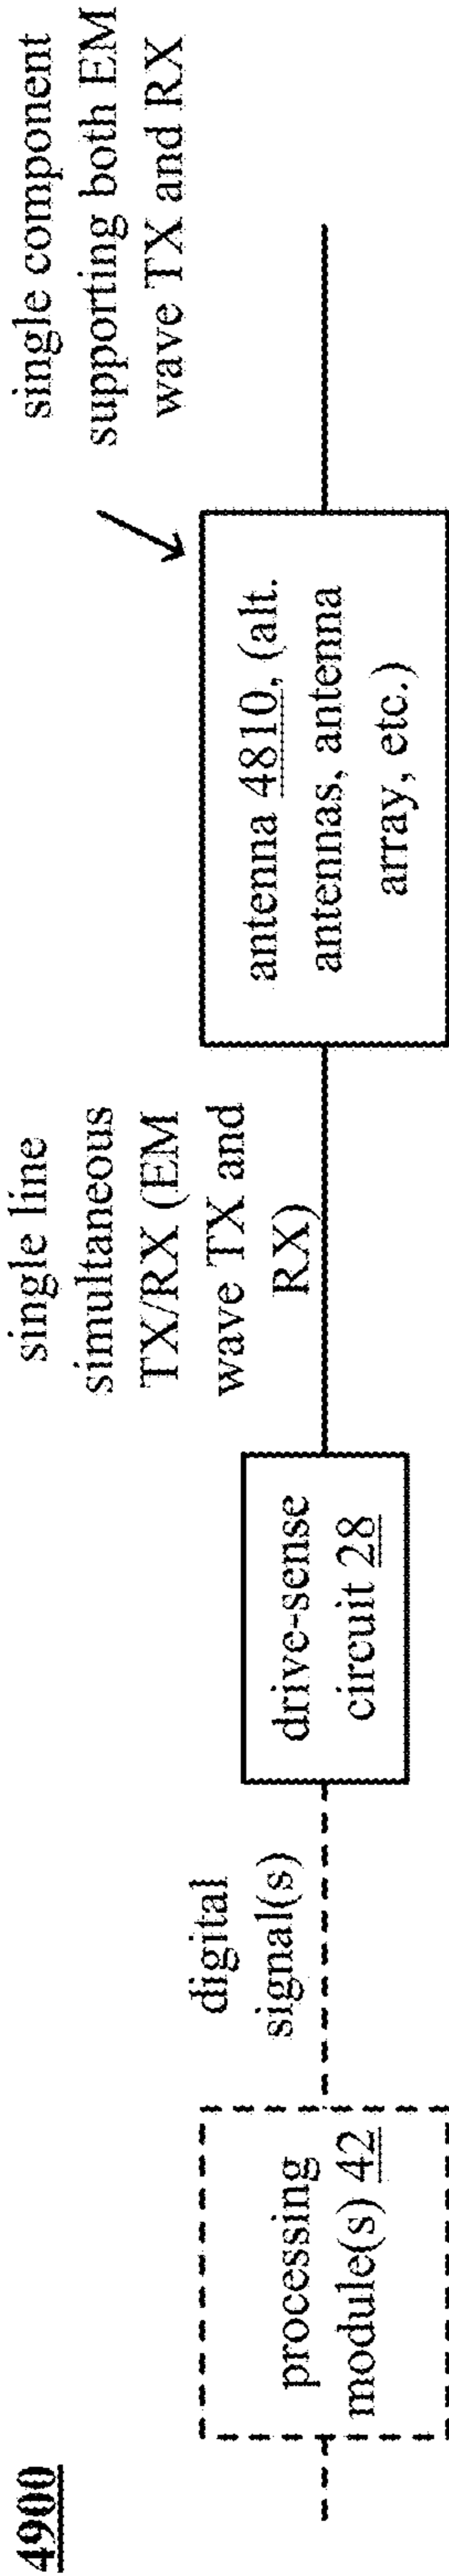 4900
processing
module(s) 42
digital
signal(s)
drive-sense
circuit 28
single line
simultaneous
TX/RX (EM
wave TX and
RX)
antenna 4810, (alt.
antennas, antenna
array, etc.)
single component
supporting both EM
wave TX and RX